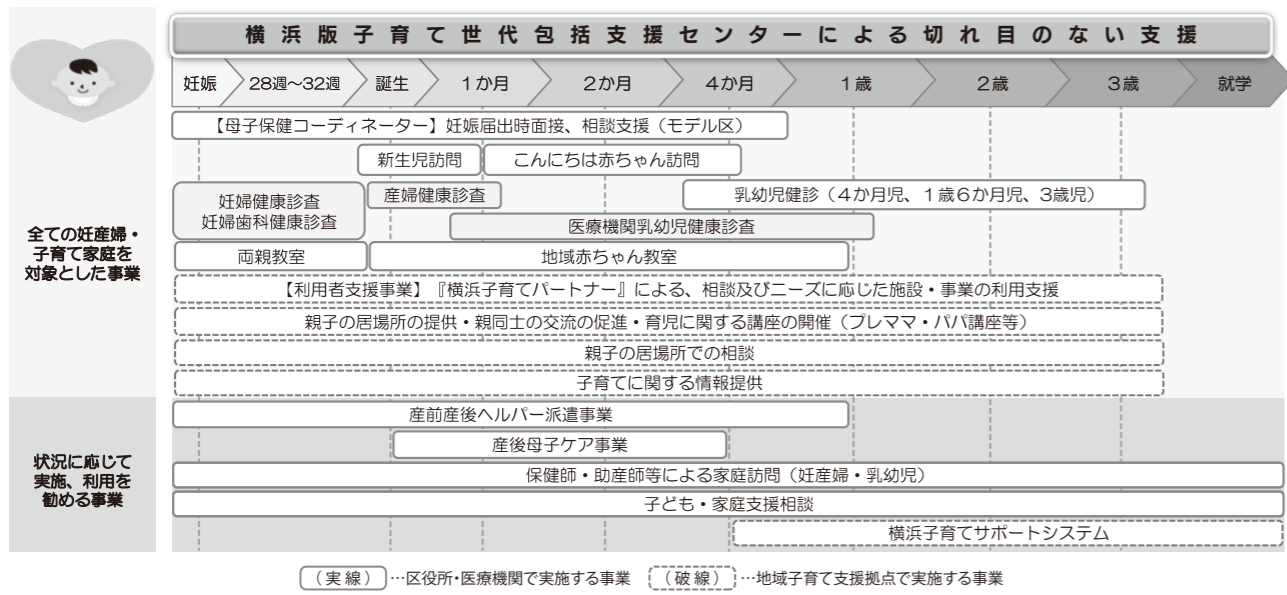 横浜版子育て世代包括支援センターによる切れ目のない支援
妊娠
28週～32週
誕生
1か月
2か月
4か月
1歳
2歳
3歳
就学
全ての妊産婦・
子育て家庭を
対象とした事業
【母子保健コーディネーター】妊娠届出時面接、相談支援（モデル区）
新生児訪問
こんにちは赤ちゃん訪問
妊婦健康診査
妊婦歯科健康診査
産婦健康診査
乳幼児健診（4か月児、1歳6か月児、3歳児）
医療機関乳幼児健康診査
両親教室
地域赤ちゃん教室
【利用者支援事業】『横浜子育てパートナー』による、相談及びニーズに応じた施設・事業の利用支援
親子の居場所の提供・親同士の交流の促進・育児に関する講座の開催（プレママ・パパ講座等）
親子の居場所での相談
子育てに関する情報提供
状況に応じて
実施、利用を
勧める事業
産前産後ヘルパー派遣事業
産後母子ケア事業
保健師・助産師等による家庭訪問（妊産婦・乳幼児）
子ども・家庭支援相談
横浜子育てサポートシステム
（実線）…区役所・医療機関で実施する事業 （破線）…地域子育て支援拠点で実施する事業